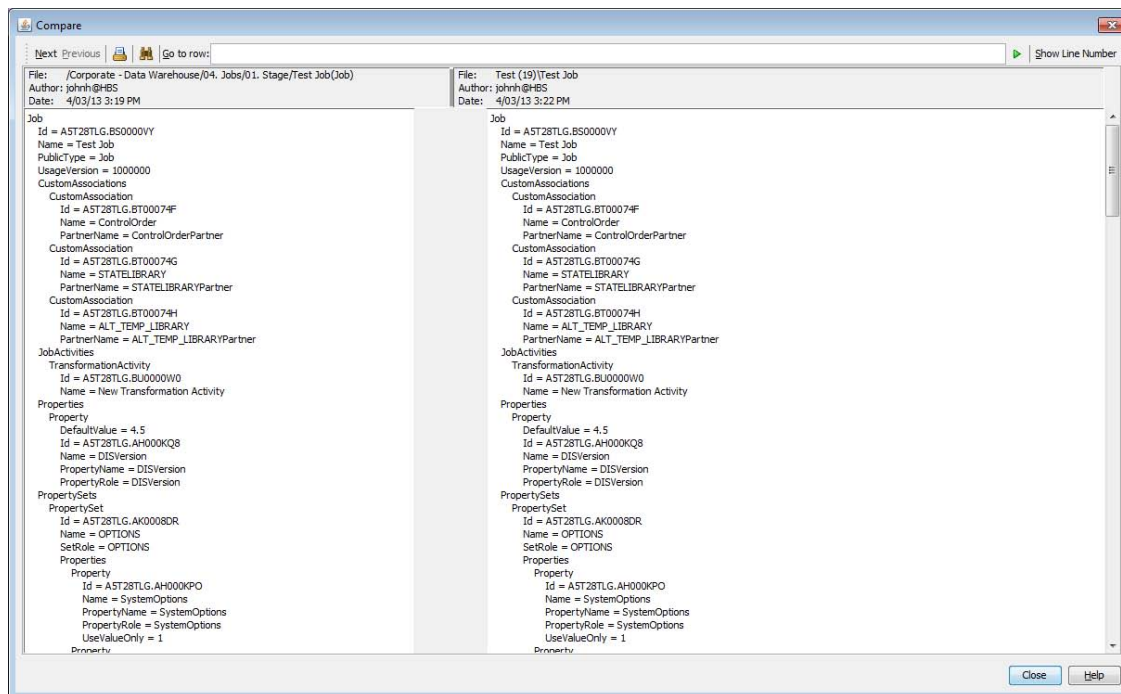 Compare
Next Previous Go to row: Show Line Number
File: /Corporate - Data Warehouse/04. Jobs/01. Stage/Test Job(Job)
Author: johnh@HBS
Date: 4/03/13 3:19 PM
File: Test (19)\Test Job
Author: johnh@HBS
Date: 4/03/13 3:22 PM
Job
Id = A5T28TLG.BS0000VY
Name = Test Job
PublicType = Job
UsageVersion = 1000000
CustomAssociations
CustomAssociation
Id = A5T28TLG.BT00074F
Name = ControlOrder
PartnerName = ControlOrderPartner
CustomAssociation
Id = A5T28TLG.BT00074G
Name = STATELIBRARY
PartnerName = STATELIBRARYPartner
CustomAssociation
Id = A5T28TLG.BT00074H
Name = ALT_TEMP_LIBRARY
PartnerName = ALT_TEMP_LIBRARYPartner
JobActivities
TransformationActivity
Id = A5T28TLG.BU0000W0
Name = New Transformation Activity
Properties
Property
DefaultValue = 4.5
Id = A5T28TLG.AH000KQ8
Name = DISVersion
PropertyName = DISVersion
PropertyRole = DISVersion
PropertySets
PropertySet
Id = A5T28TLG.AK0008DR
Name = OPTIONS
SetRole = OPTIONS
Properties
Property
Id = A5T28TLG.AH000KPO
Name = SystemOptions
PropertyName = SystemOptions
PropertyRole = SystemOptions
UseValueOnly = 1
Property
Job
Id = A5T28TLG.BS0000VY
Name = Test Job
PublicType = Job
UsageVersion = 1000000
CustomAssociations
CustomAssociation
Id = A5T28TLG.BT00074F
Name = ControlOrder
PartnerName = ControlOrderPartner
CustomAssociation
Id = A5T28TLG.BT00074G
Name = STATELIBRARY
PartnerName = STATELIBRARYPartner
CustomAssociation
Id = A5T28TLG.BT00074H
Name = ALT_TEMP_LIBRARY
PartnerName = ALT_TEMP_LIBRARYPartner
JobActivities
TransformationActivity
Id = A5T28TLG.BU0000W0
Name = New Transformation Activity
Properties
Property
DefaultValue = 4.5
Id = A5T28TLG.AH000KQ8
Name = DISVersion
PropertyName = DISVersion
PropertyRole = DISVersion
PropertySets
PropertySet
Id = A5T28TLG.AK0008DR
Name = OPTIONS
SetRole = OPTIONS
Properties
Property
Id = A5T28TLG.AH000KPO
Name = SystemOptions
PropertyName = SystemOptions
PropertyRole = SystemOptions
UseValueOnly = 1
Property
Close Help